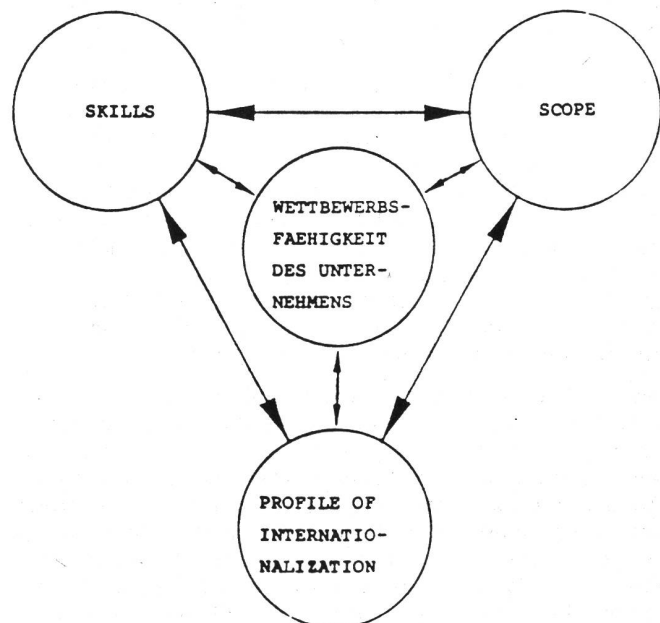 SKILLS
SCOPE
WETTBEWERBS-
FAEHIGKEIT
DES UNTER-
NEHMENS
PROFILE OF
INTERNATIO-
NALIZATION